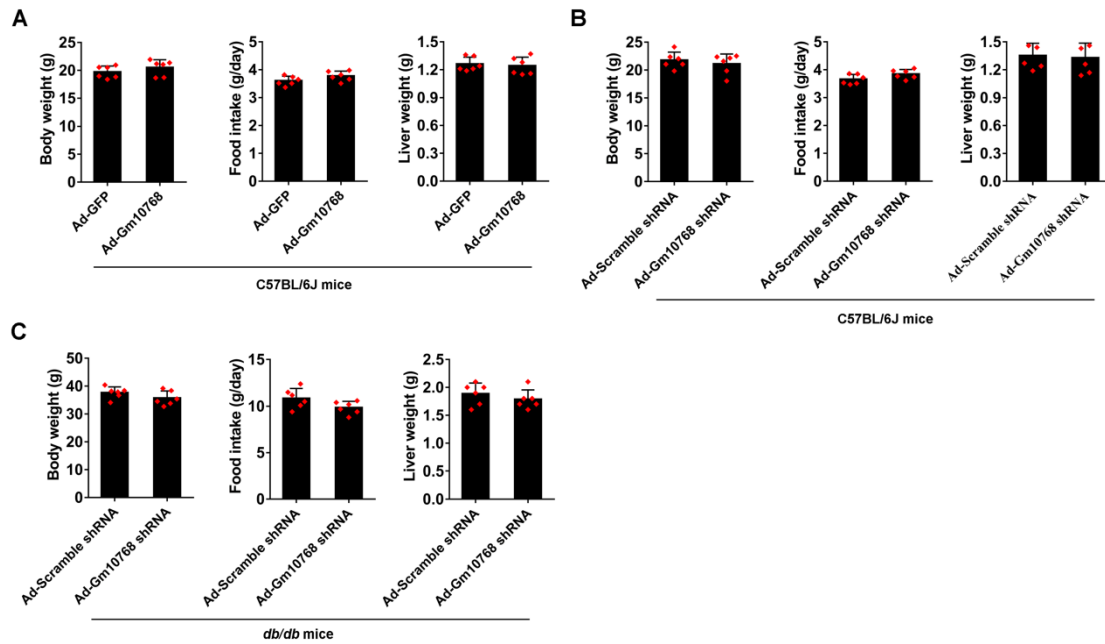 A
Body weight (g)
25
20
15
10
5
0
Ad-GFP
Ad-Gm10768
Food intake (g/day)
5
4
3
2
1
0
Ad-GFP
Ad-Gm10768
Liver weight (g)
1.5
1.2
0.9
0.6
0.3
0.0
Ad-GFP
Ad-Gm10768
C57BL/6J mice
B
Body weight (g)
25
20
15
10
5
0
Ad-Scramble shRNA
Ad-Gm10768 shRNA
Food intake (g/day)
5
4
3
2
1
0
Ad-Scramble shRNA
Ad-Gm10768 shRNA
Liver weight (g)
1.5
1.2
0.9
0.6
0.3
0.0
Ad-Scramble shRNA
Ad-Gm10768 shRNA
C57BL/6J mice
C
Body weight (g)
50
40
30
20
10
0
Ad-Scramble shRNA
Ad-Gm10768 shRNA
Food intake (g/day)
15
10
5
0
Ad-Scramble shRNA
Ad-Gm10768 shRNA
Liver weight (g)
2.5
2.0
1.5
1.0
0.5
0.0
Ad-Scramble shRNA
Ad-Gm10768 shRNA
db/db mice